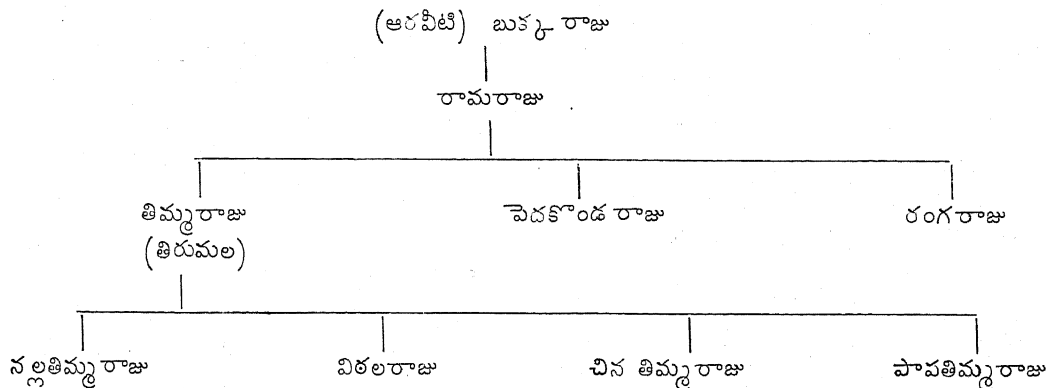 (ఆరవీటి) బుక్క రాజు
రామరాజు
తిమ్మరాజు పెదకొండ రాజు రంగరాజు
(తిరుమల)
నల్లతిమ్మరాజు విఠలరాజు చిన తిమ్మరాజు పాపతిమ్మరాజు